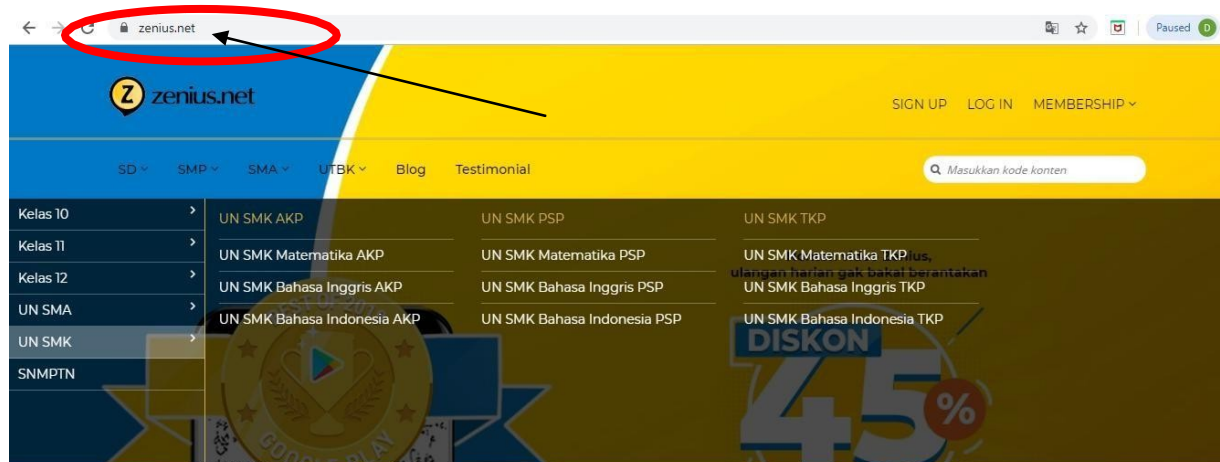 zenius.net
Paused D
Z zenius.net
SIGN UP LOG IN MEMBERSHIP
SD SMP SMA UTBK Blog Testimonial
Masukkan kode konten
Kelas 10
Kelas 11
Kelas 12
UN SMA
UN SMK
SNMPTN
UN SMK AKP
UN SMK Matematika AKP
UN SMK Bahasa Inggris AKP
UN SMK Bahasa Indonesia AKP
UN SMK PSP
UN SMK Matematika PSP
UN SMK Bahasa Inggris PSP
UN SMK Bahasa Indonesia PSP
UN SMK TKP
UN SMK Matematika TKP
UN SMK Bahasa Inggris TKP
UN SMK Bahasa Indonesia TKP
ulangan harian gak bakal berantakan
BEST OF
GOOGLE PLAY
DISKON
45%